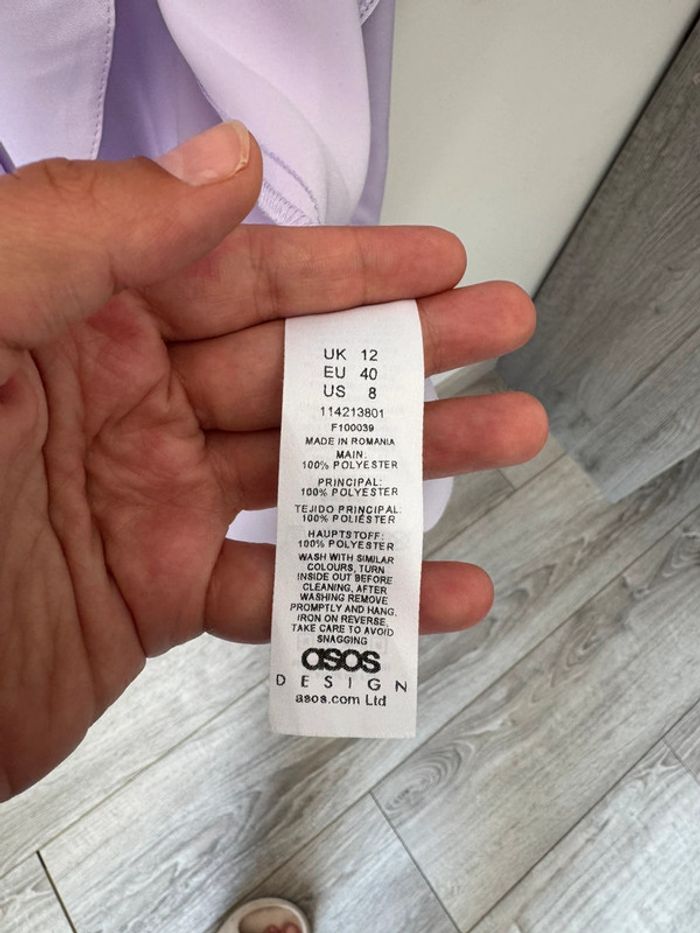 UK 12
EU 40
US 8
114213801
F100039
MADE IN ROMANIA
MAIN:
100% POLYESTER
PRINCIPAL:
100% POLYESTER
TEJIDO PRINCIPAL:
100% POLIÉSTER
HAUPTSTOFF:
100% POLYESTER
WASH WITH SIMILAR
COLOURS, TURN
INSIDE OUT BEFORE
CLEANING, AFTER
WASHING REMOVE
PROMPTLY AND HANG,
IRON ON REVERSE,
TAKE CARE TO AVOID
SNAGGING
asos
DESIGN
asos.com Ltd